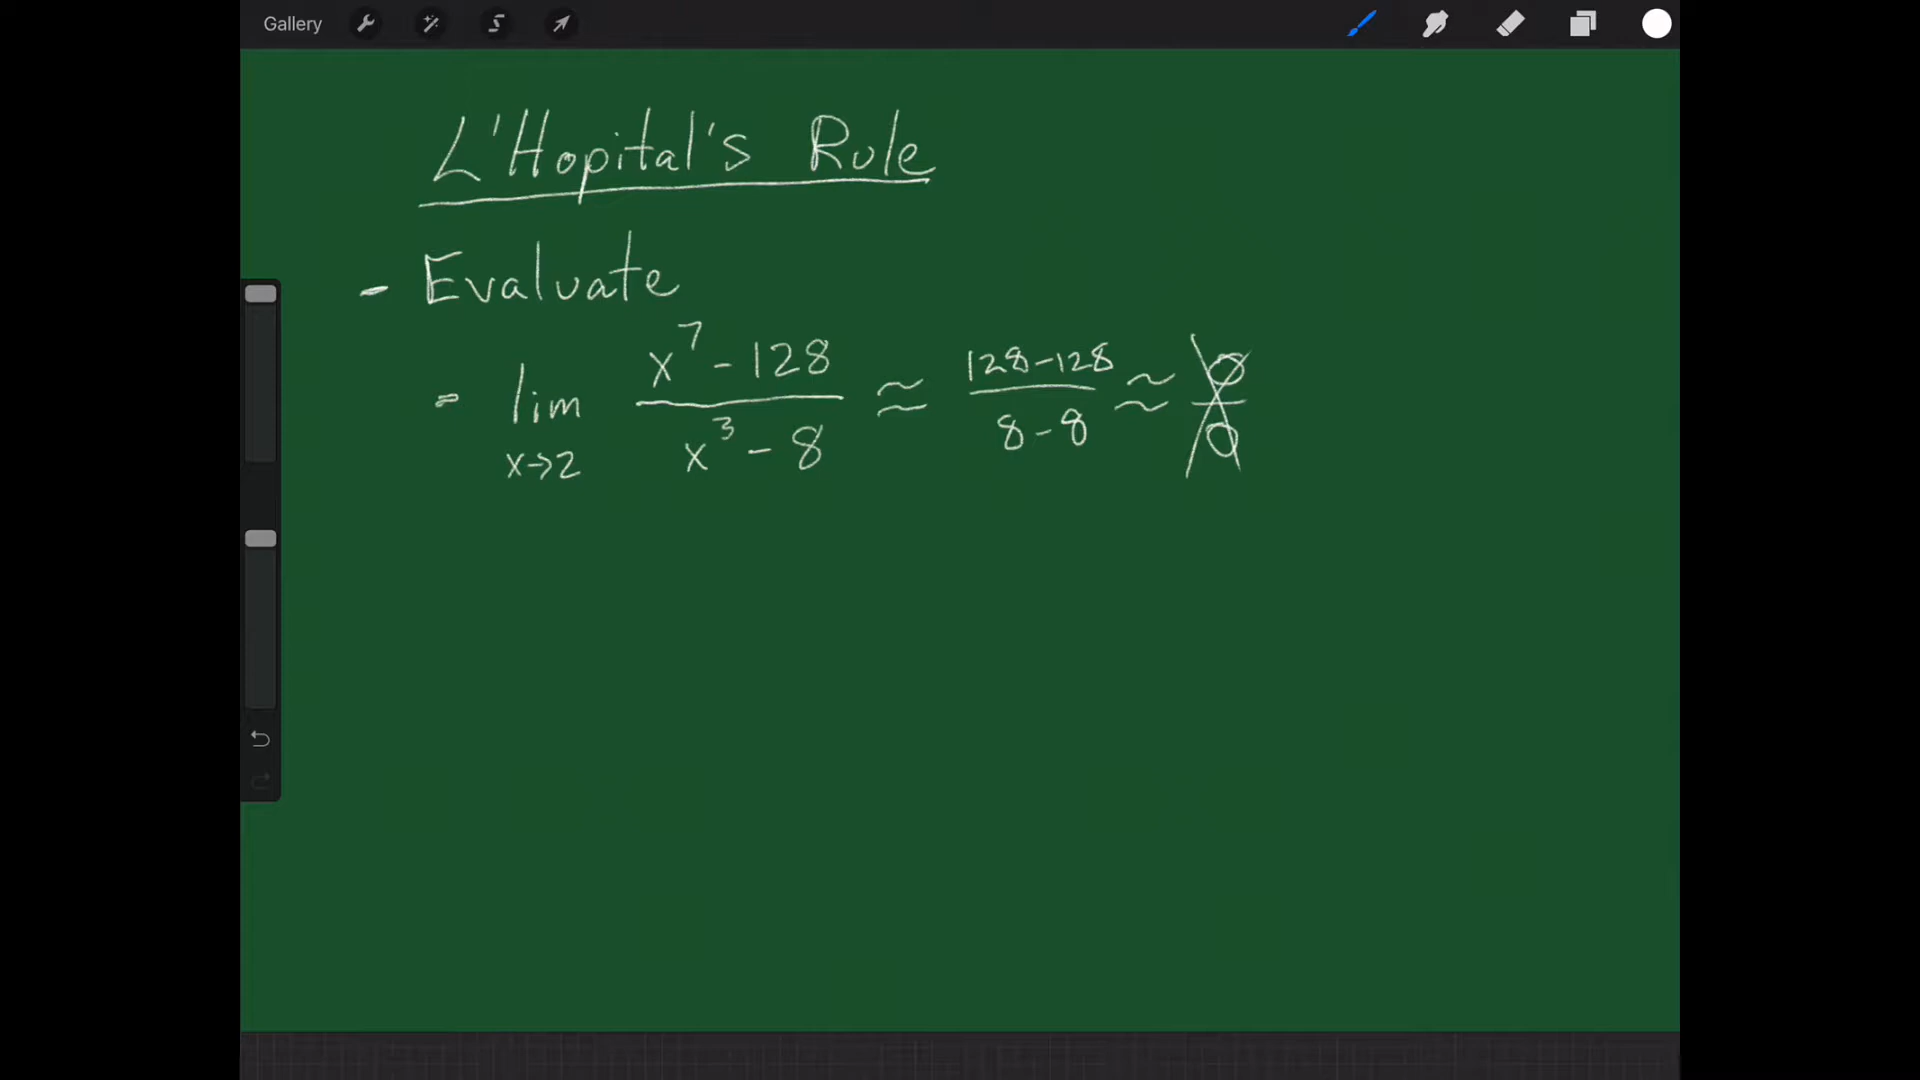 Gallery
L'Hopital's Rule
- Evaluate
= lim x→2 (x^7 - 128)/(x^3 - 8) ≈ (128-128)/(8-8) ≈ 0/0